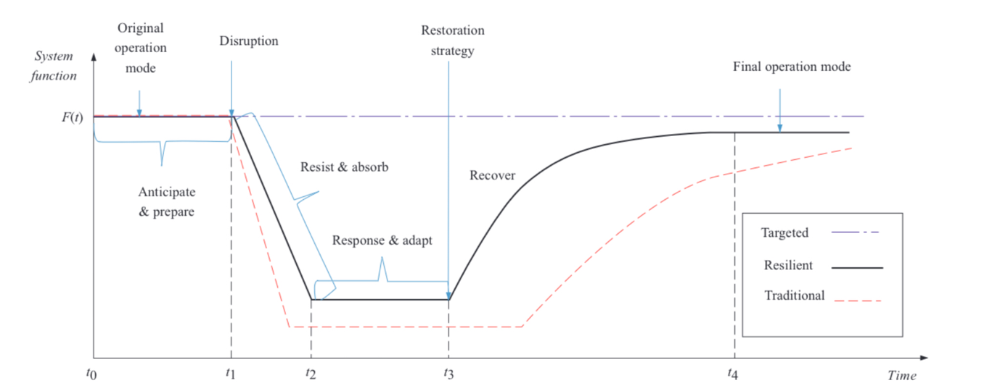 Original
operation
mode
Disruption
Restoration
strategy
System
function
Final operation mode
F(t)
Resist & absorb
Recover
Anticipate
& prepare
Response & adapt
Targeted
Resilient
Traditional
t0
t1
t2
t3
t4
Time